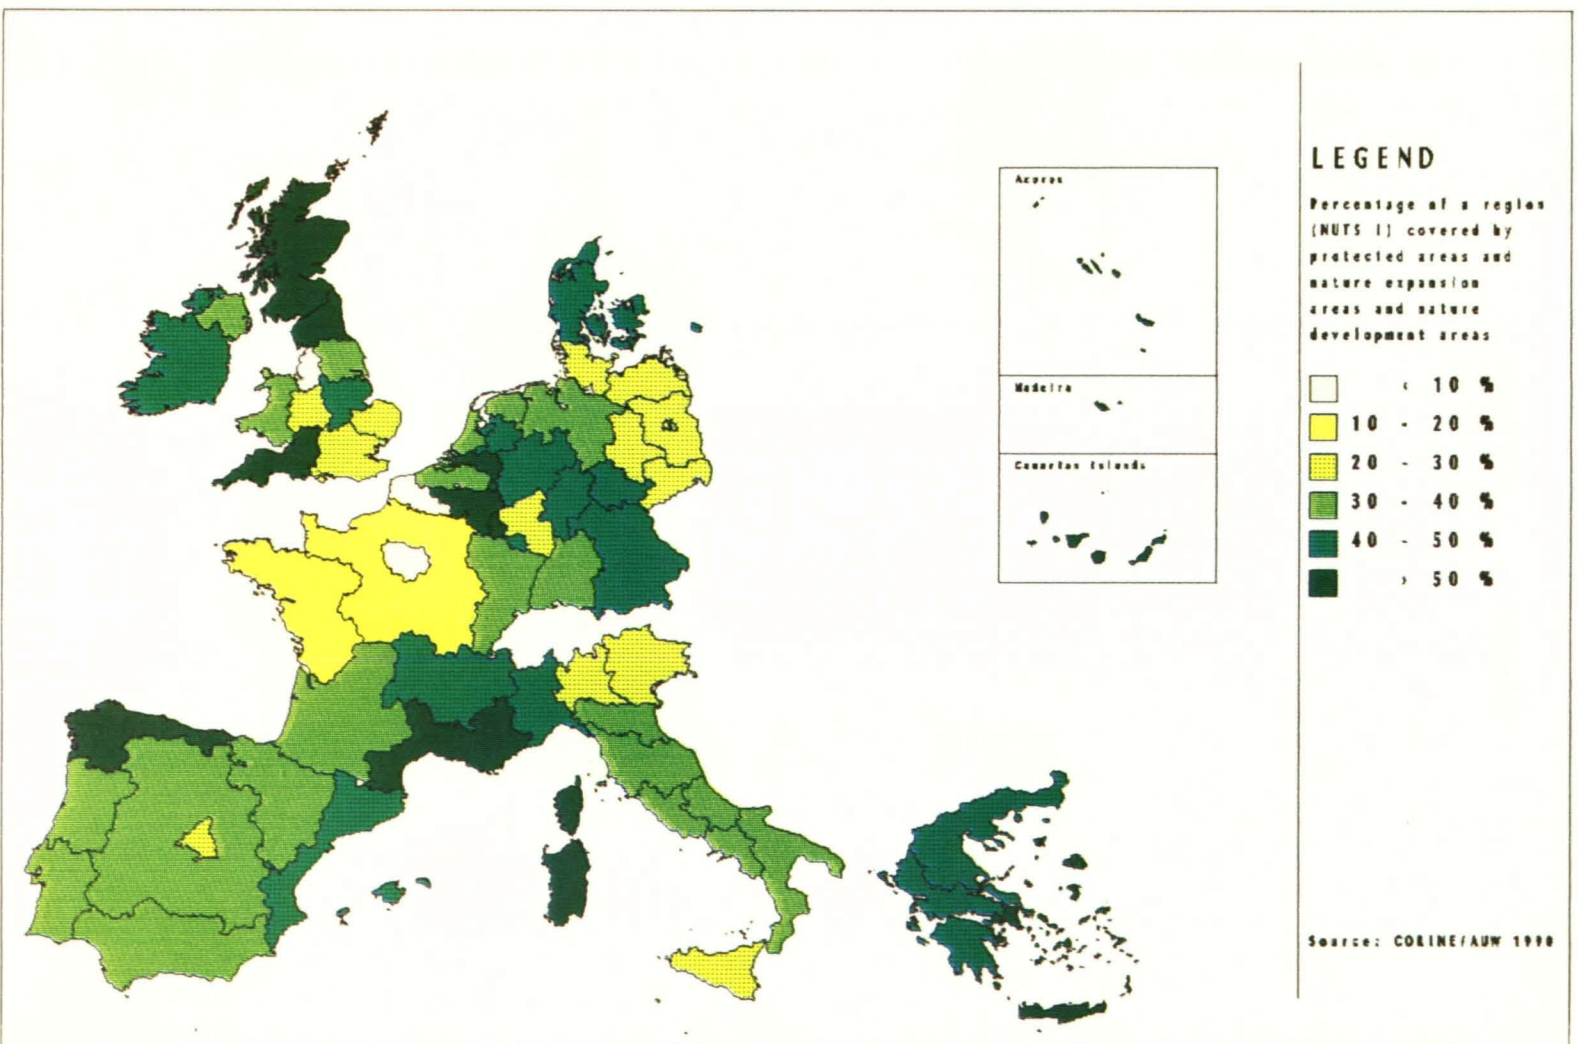 Acores
Madeira
Canarias Islands
LEGEND
Percentage of a region
(NUTS I) covered by
protected areas and
nature expansion
areas and nature
development areas
< 10 %
10 - 20 %
20 - 30 %
30 - 40 %
40 - 50 %
> 50 %
Source: CORINE/AUW 1990